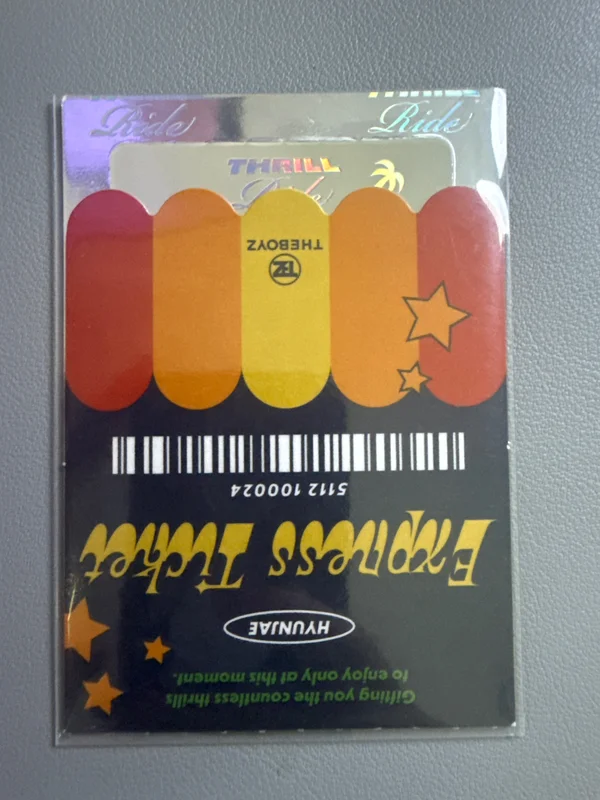 THRILL
Ride
Ride
THRILL
Ride
THEBOYZ
5112 100024
Express Ticket
HYUNJAE
Gifting you the countless thrills
to enjoy only at this moment.